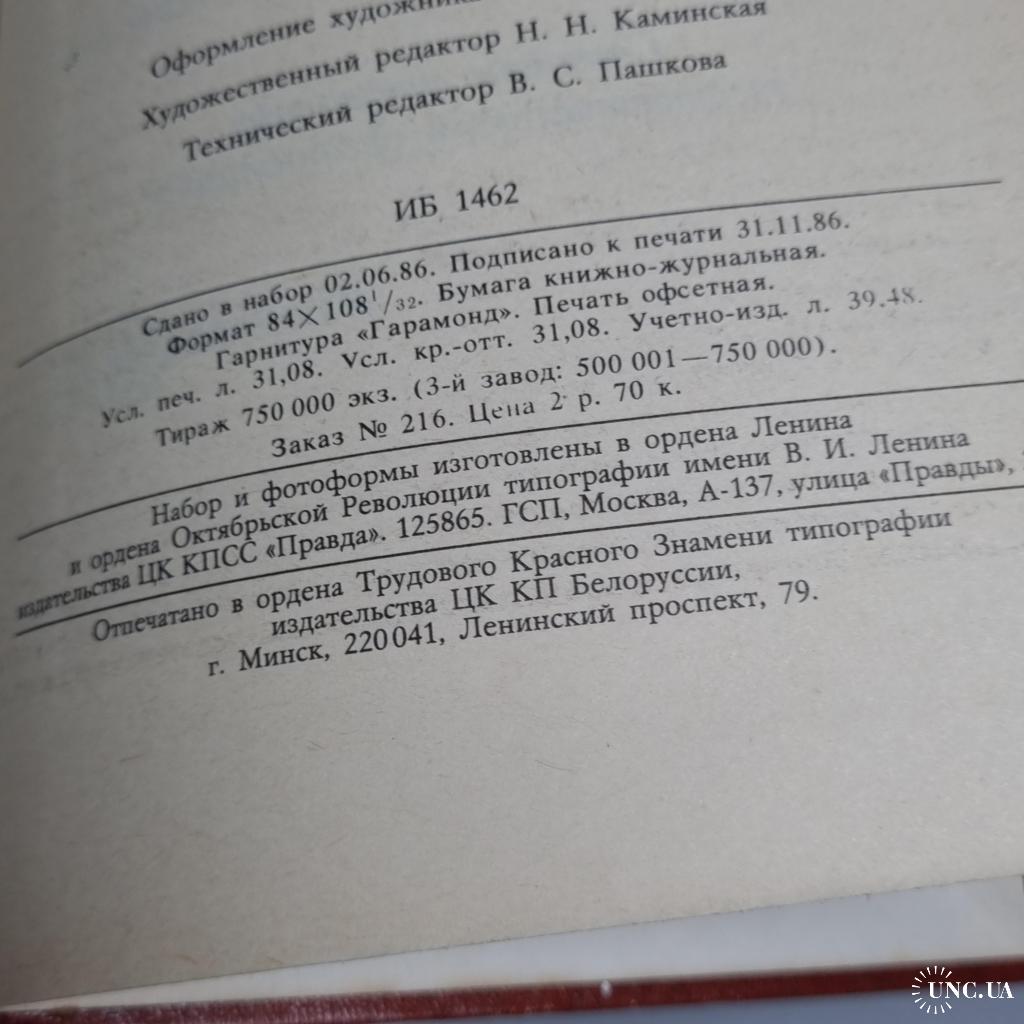 Оформление художника
Художественный редактор Н. Н. Каминская
Технический редактор В. С. Пашкова
ИБ 1462
Сдано в набор 02.06.86. Подписано к печати 31.11.86.
Формат 84×108 1/32. Бумага книжно-журнальная.
Гарнитура «Гарамонд». Печать офсетная.
Усл. печ. л. 31,08. Усл. кр.-отт. 31,08. Учетно-изд. л. 39.48.
Тираж 750 000 экз. (3-й завод: 500 001—750 000).
Заказ № 216. Цена 2 р. 70 к.
Набор и фотоформы изготовлены в ордена Ленина
и ордена Октябрьской Революции типографии имени В. И. Ленина
издательства ЦК КПСС «Правда». 125865. ГСП, Москва, А-137, улица «Правды»,
Отпечатано в ордена Трудового Красного Знамени типографии
издательства ЦК КП Белоруссии,
г. Минск, 220041, Ленинский проспект, 79.
UNC.UA